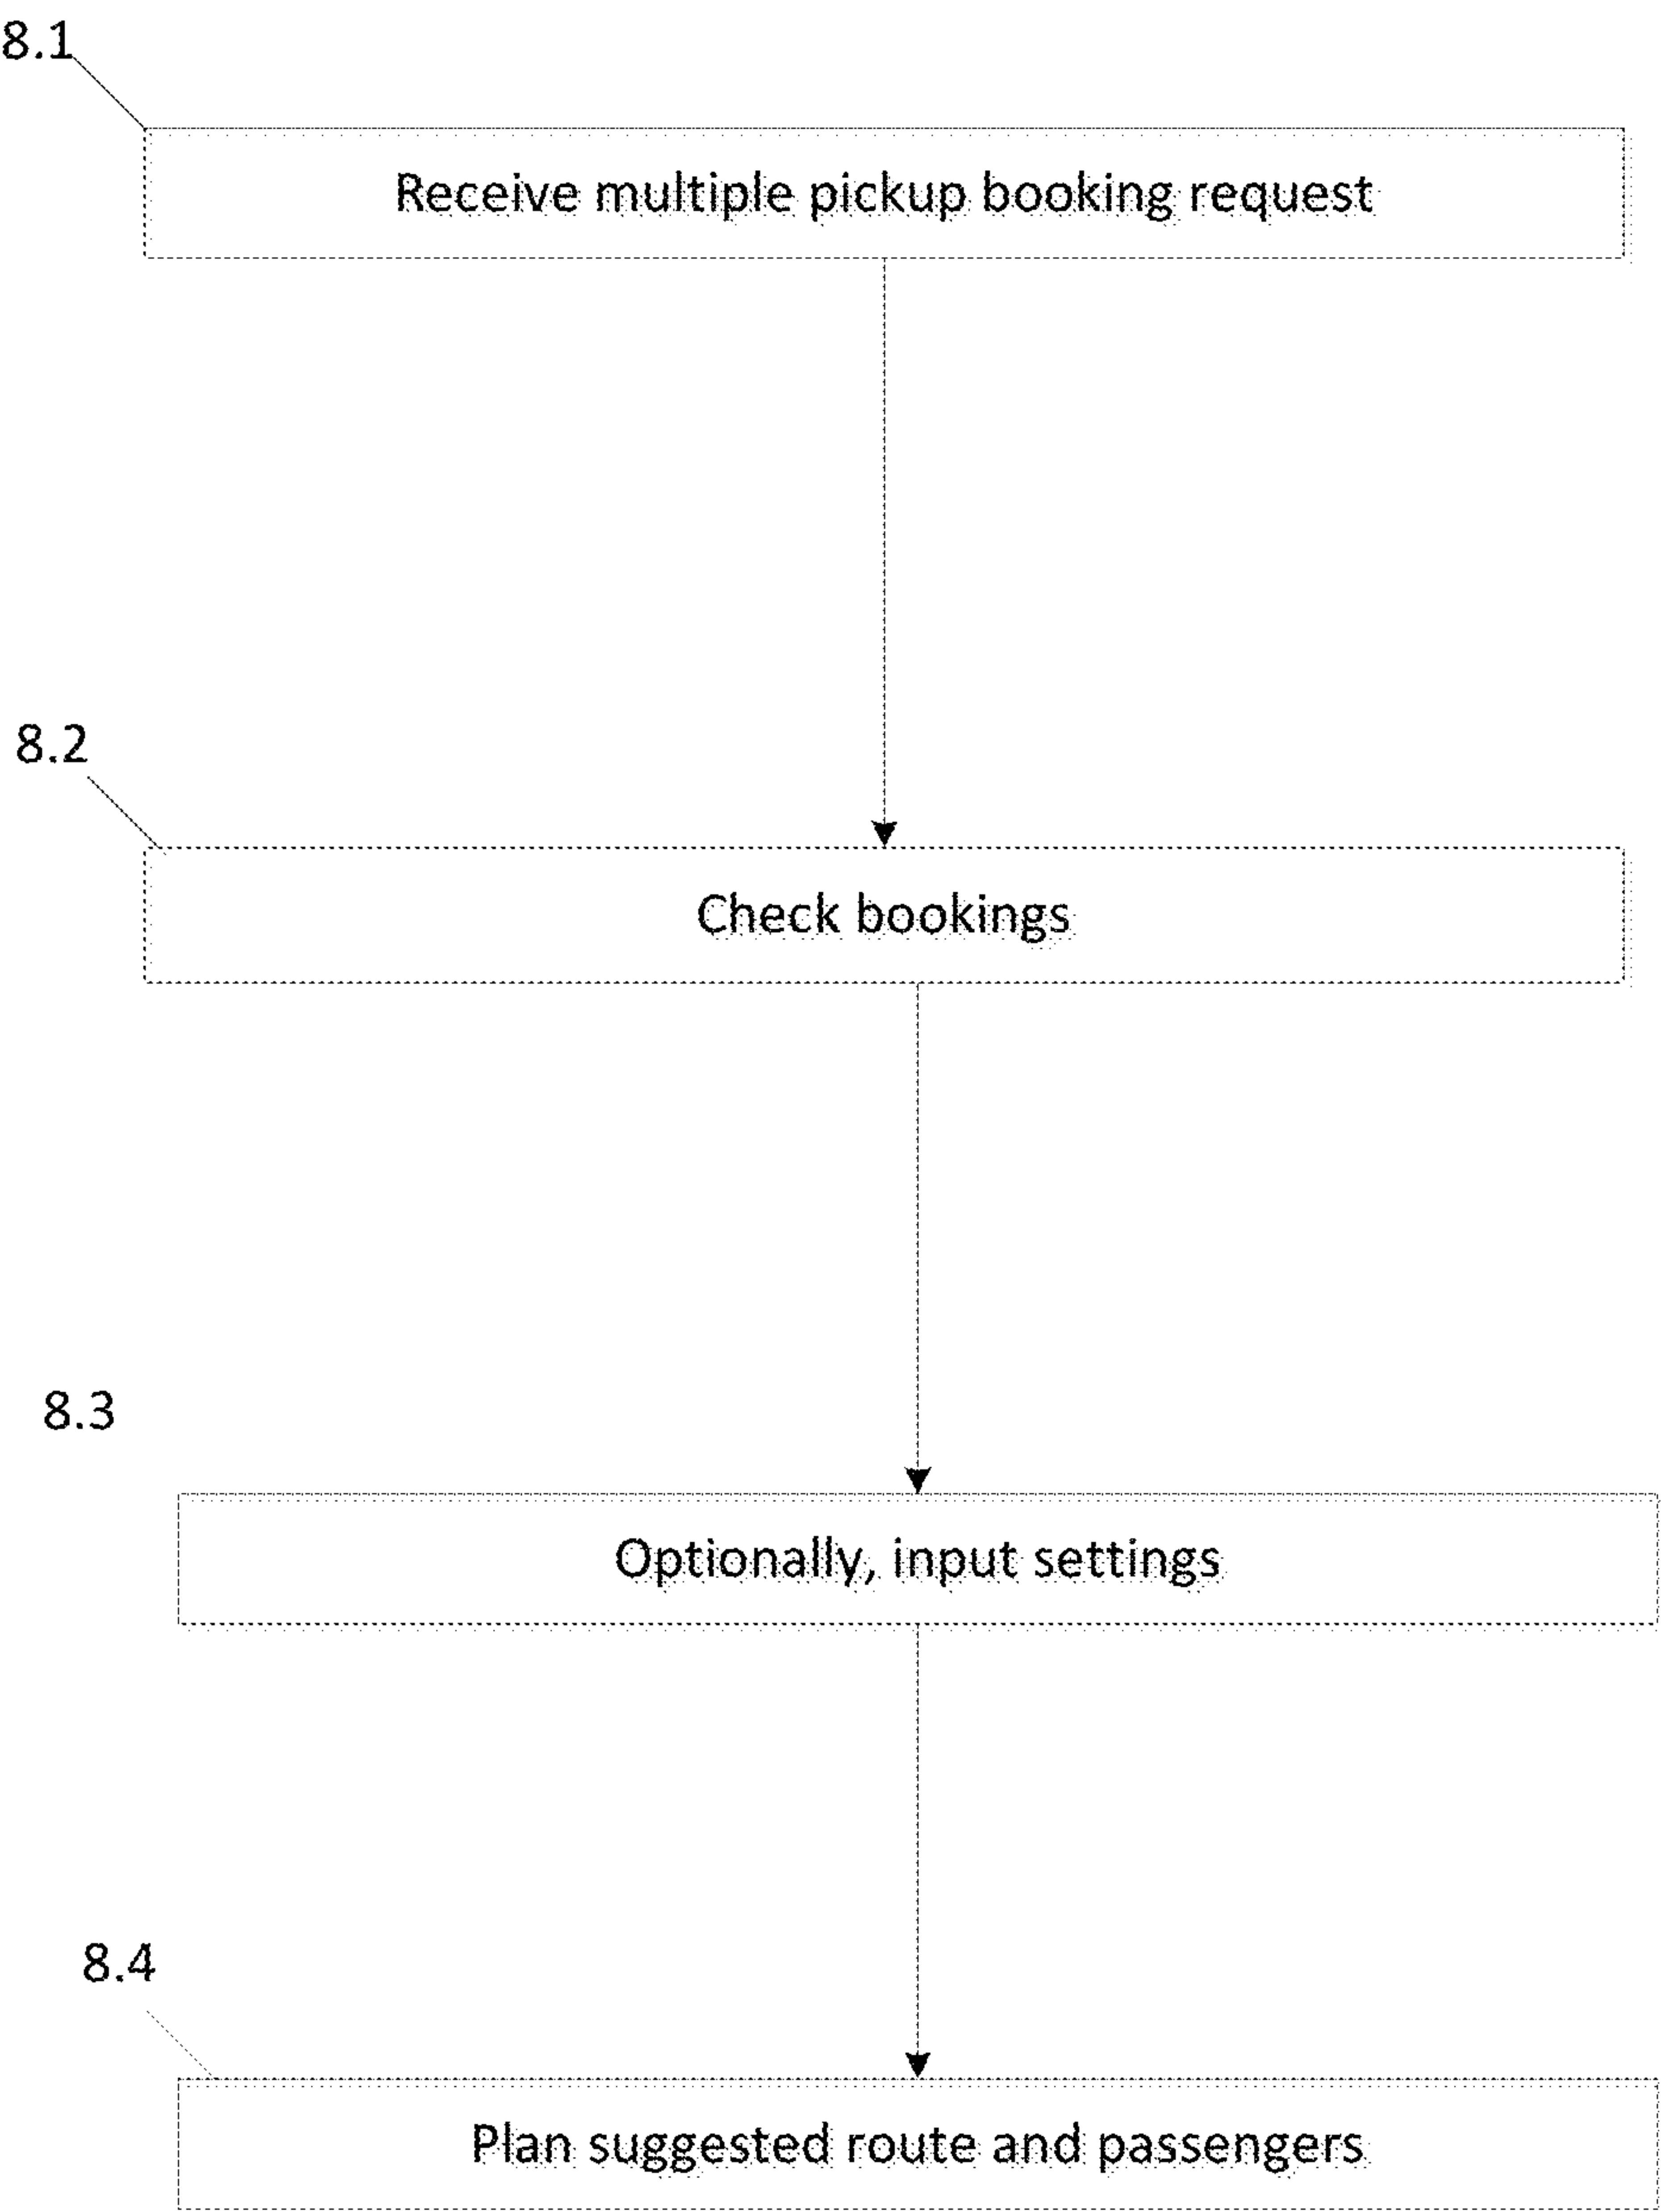 8.1
Receive multiple pickup booking request
8.2
Check bookings
8.3
Optionally, input settings
8.4
Plan suggested route and passengers